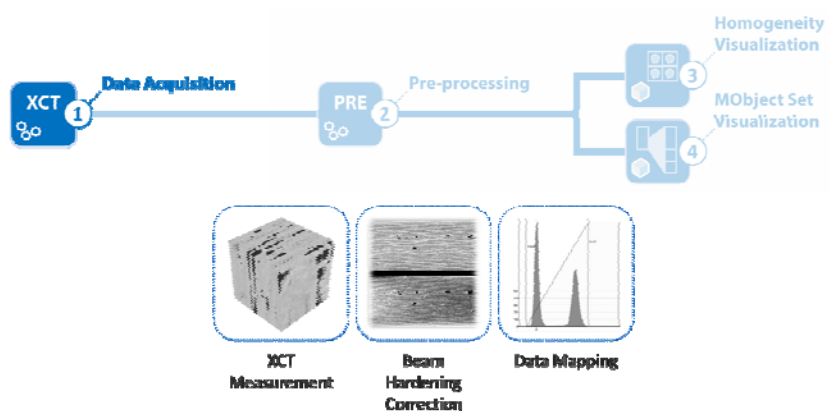 Homogeneity
Visualization
Data Acquisition
Pre-processing
XCT
1
PRE
2
3
MObject Set
Visualization
4
XCT
Measurement
Beam
Hardening
Correction
Data Mapping